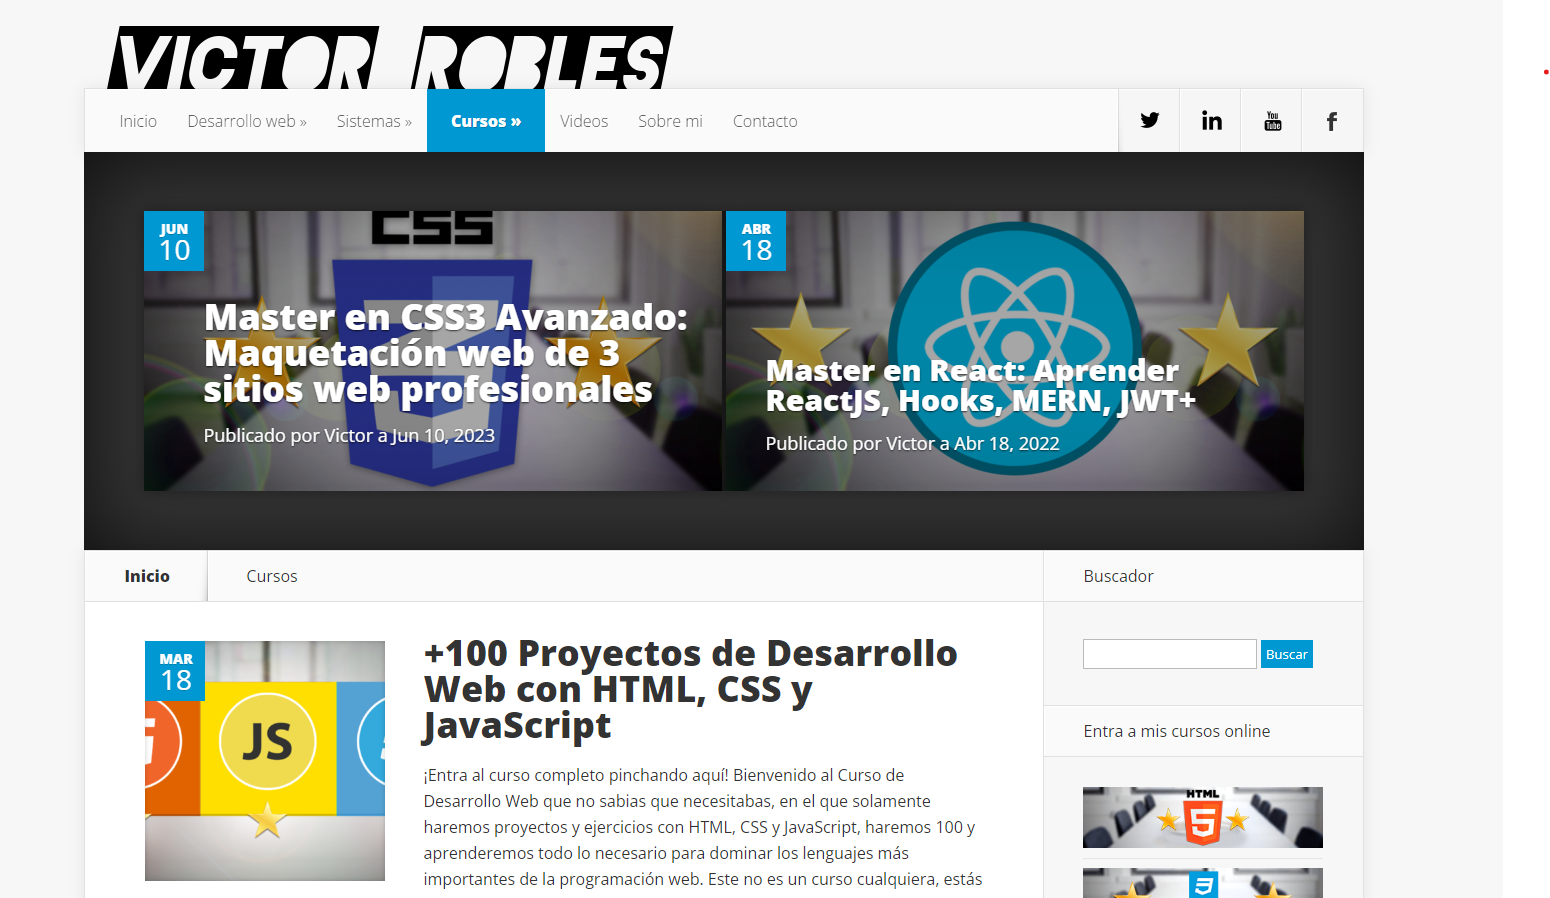 VICTOR ROBLES
Inicio
Desarrollo web »
Sistemas »
Cursos »
Videos
Sobre mi
Contacto
You
Tube
JUN
10
CSS
Master en CSS3 Avanzado:
Maquetación web de 3
sitios web profesionales
Publicado por Victor a Jun 10, 2023
ABR
18
Master en React: Aprender
ReactJS, Hooks, MERN, JWT+
Publicado por Victor a Abr 18, 2022
Inicio
Cursos
Buscador
MAR
18
JS
+100 Proyectos de Desarrollo
Web con HTML, CSS y
JavaScript
¡Entra al curso completo pinchando aquí! Bienvenido al Curso de
Desarrollo Web que no sabias que necesitabas, en el que solamente
haremos proyectos y ejercicios con HTML, CSS y JavaScript, haremos 100 y
aprenderemos todo lo necesario para dominar los lenguajes más
importantes de la programación web. Este no es un curso cualquiera, estás
Buscar
Entra a mis cursos online
HTML
5
3